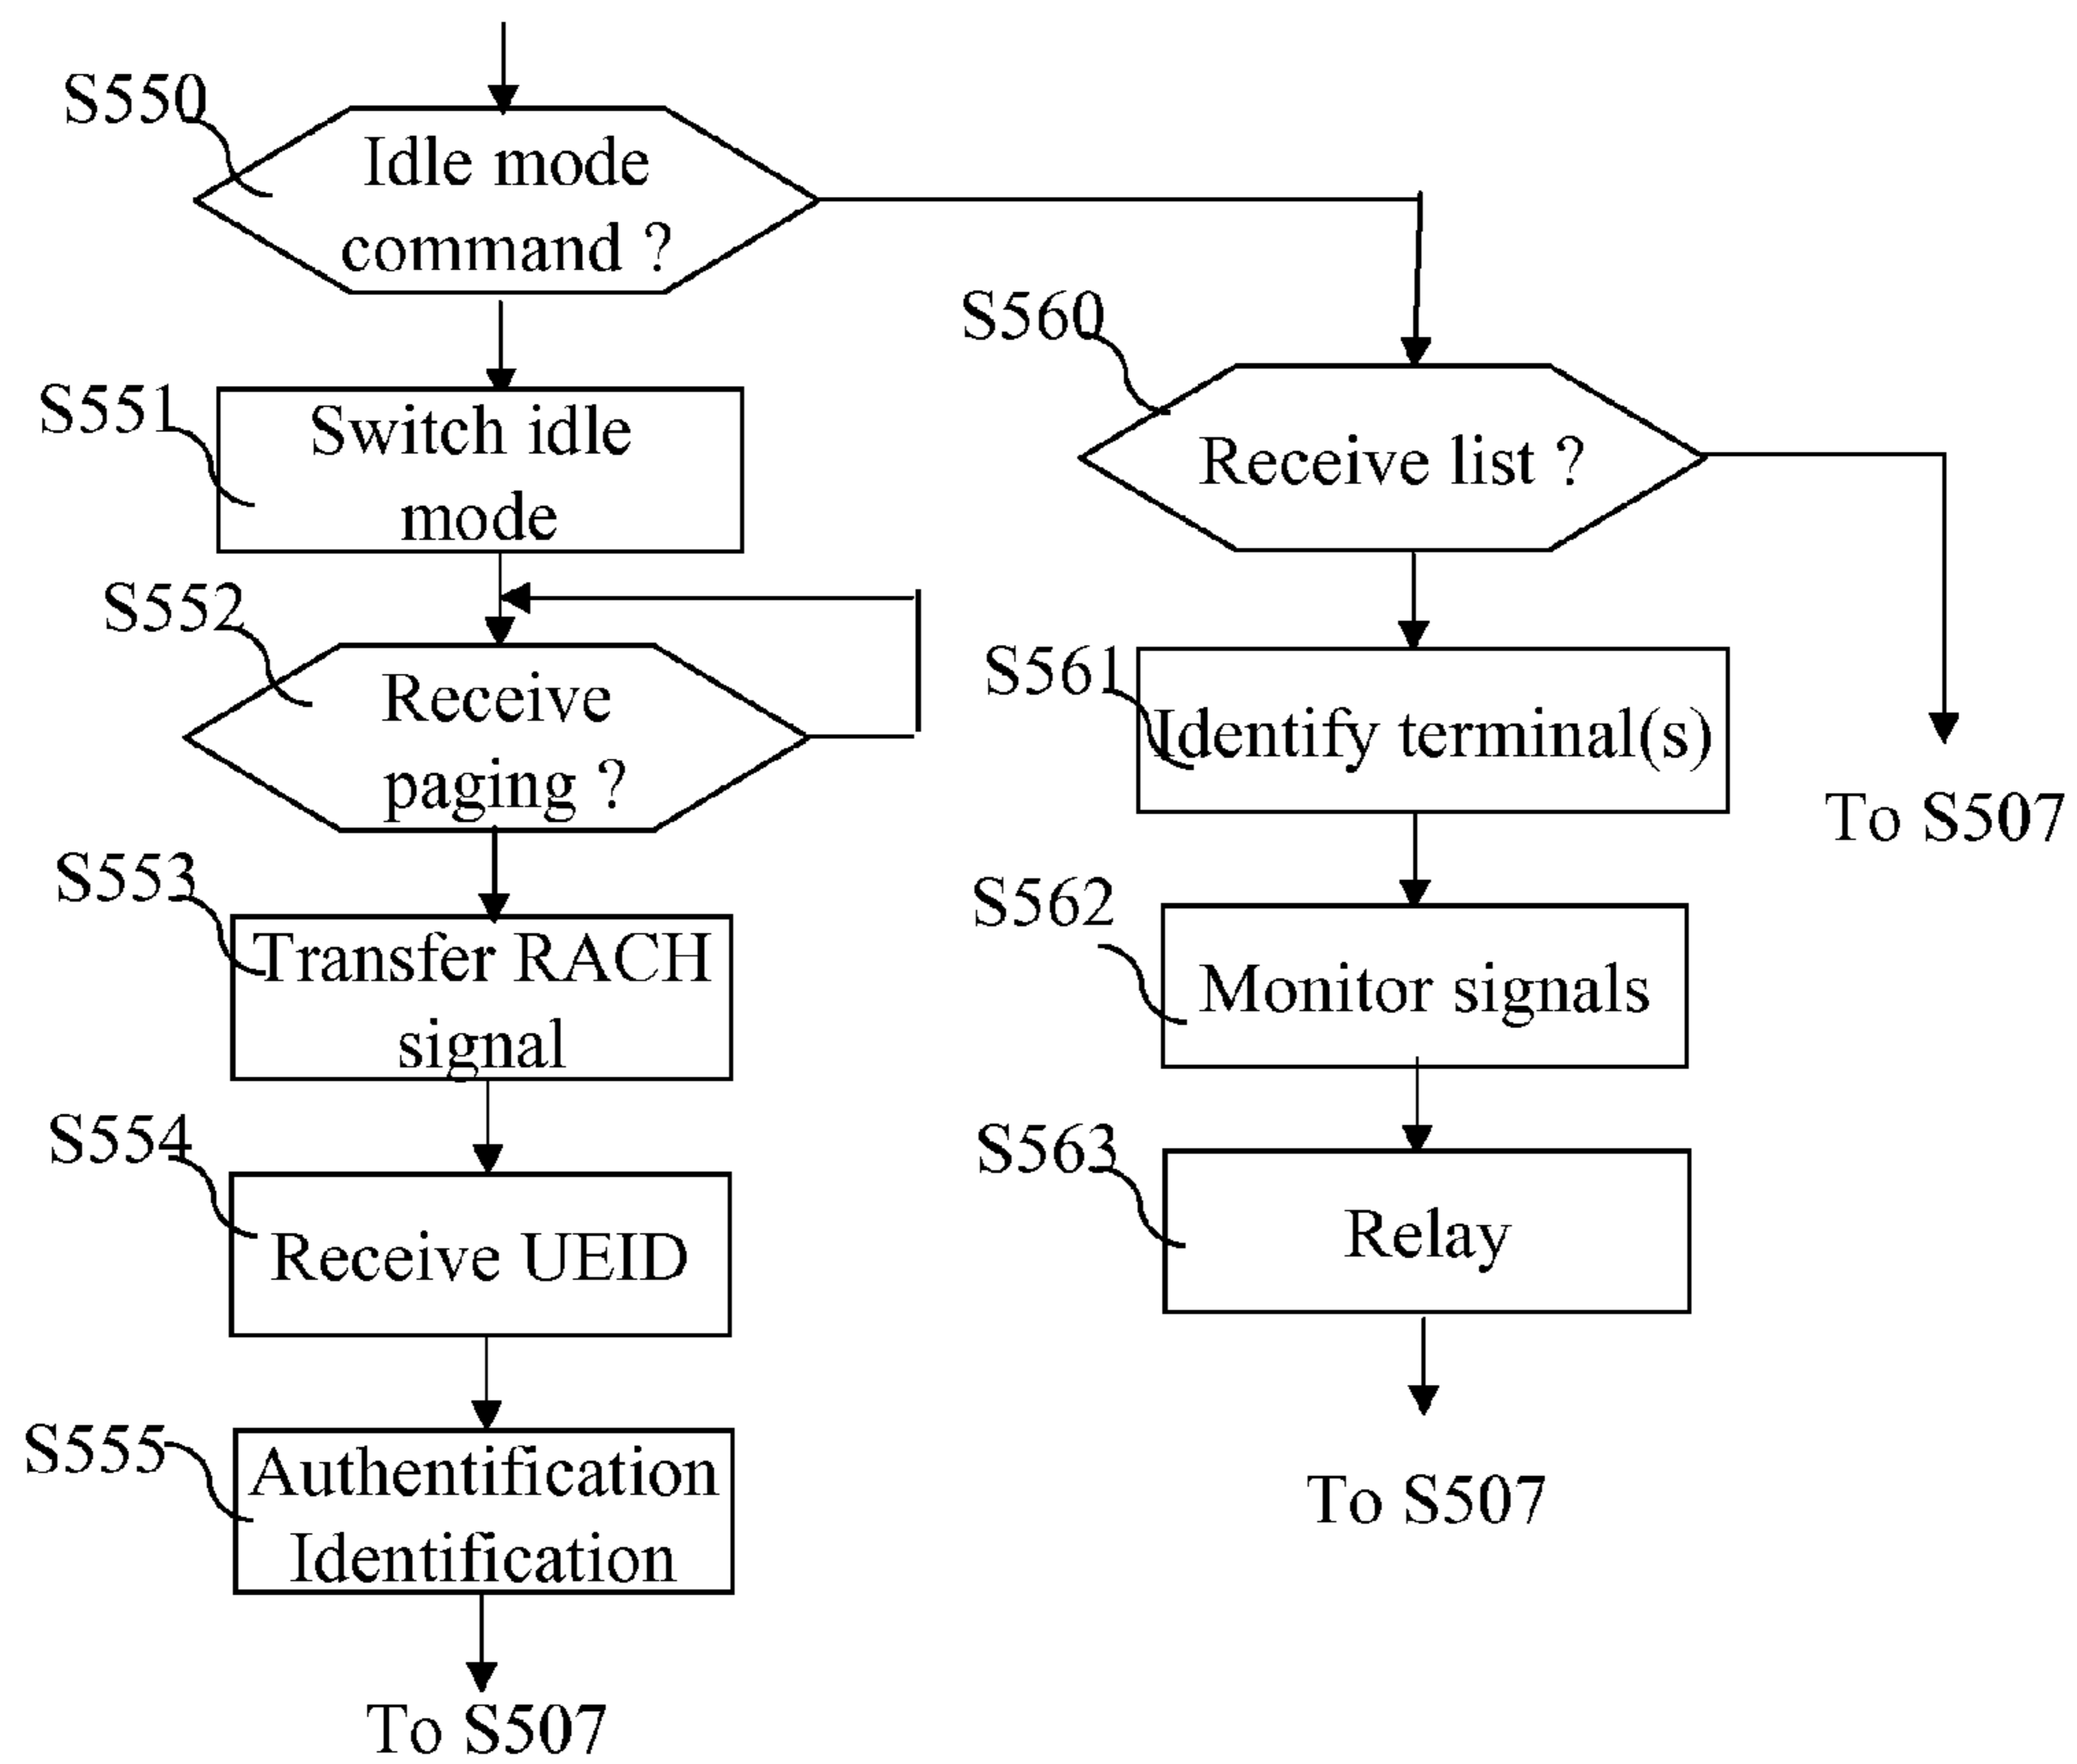 S550
Idle mode
command ?
S551
Switch idle
mode
S552
Receive
paging ?
S553
Transfer RACH
signal
S554
Receive UEID
S555
Authentification
Identification
To S507
S560
Receive list ?
S561
Identify terminal(s)
To S507
S562
Monitor signals
S563
Relay
To S507